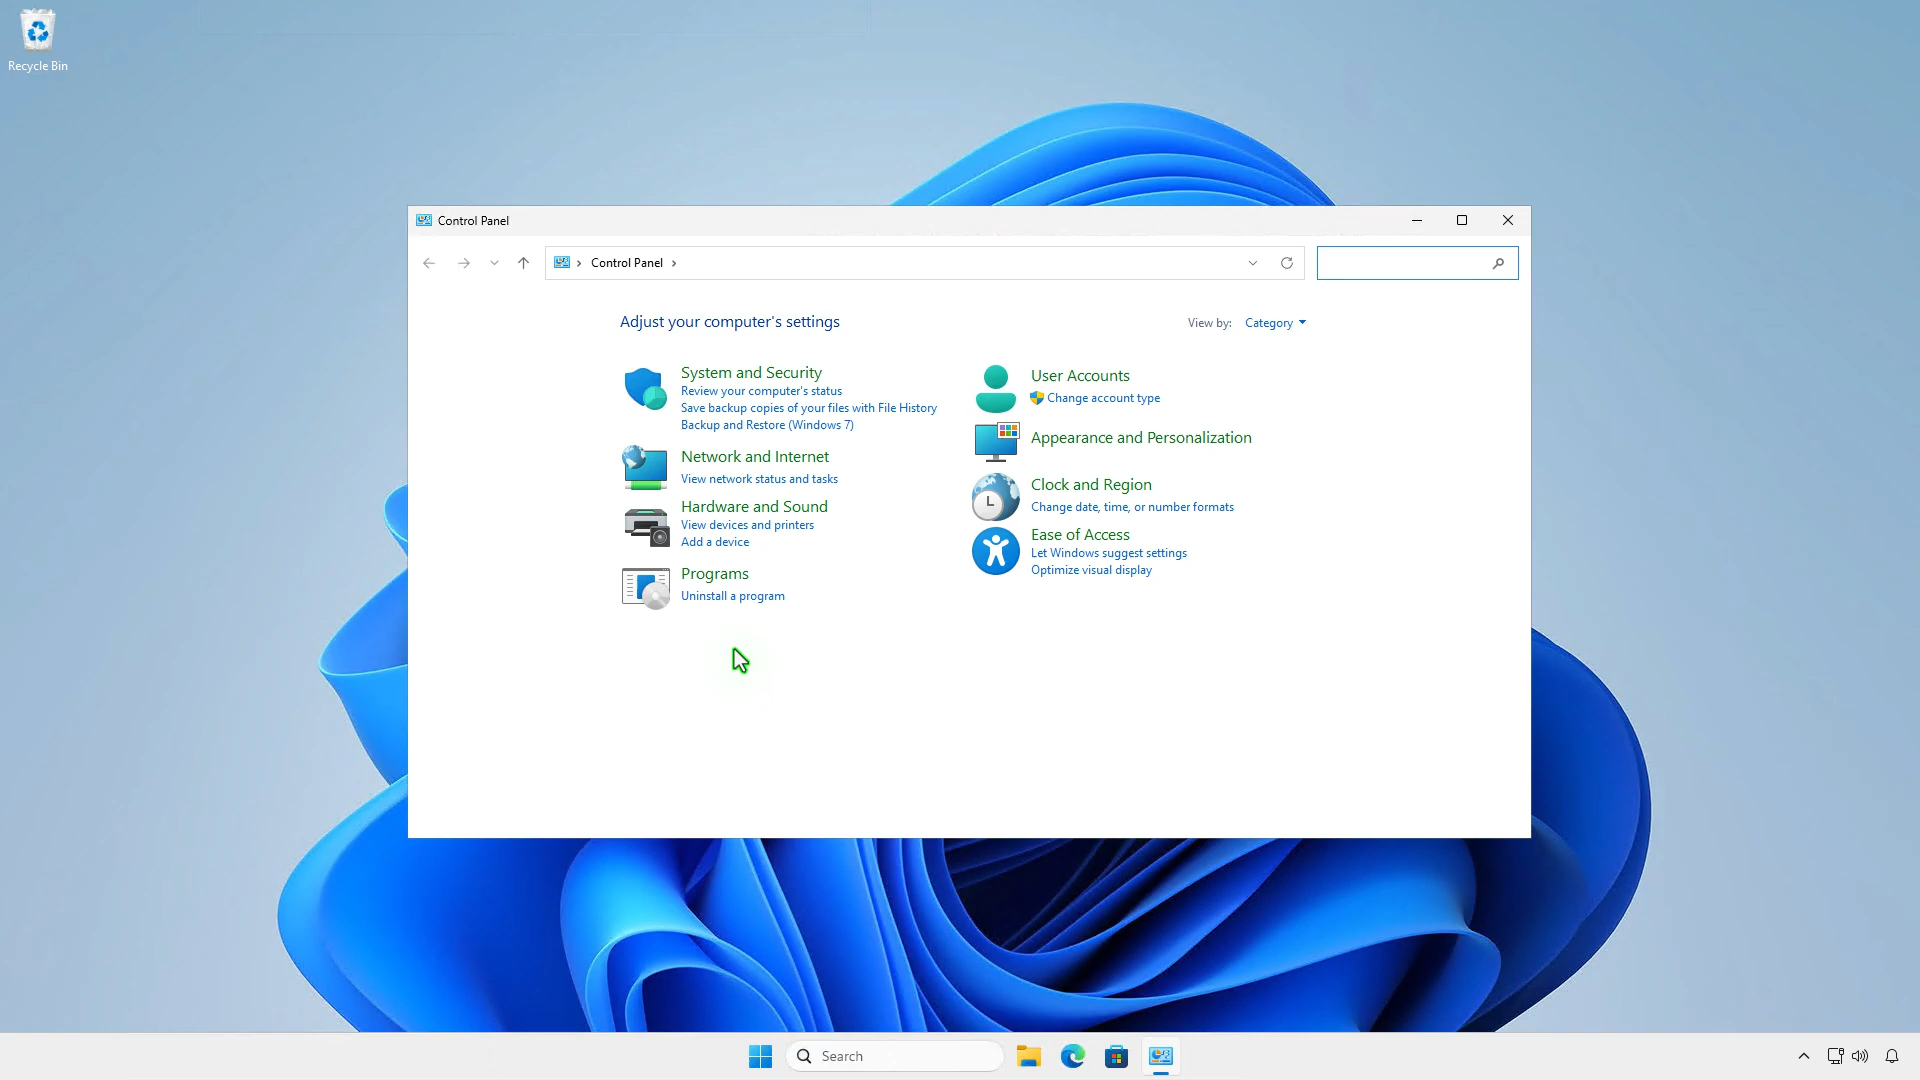 Recycle Bin
Control Panel
Control Panel
Adjust your computer's settings
View by: Category
System and Security
Review your computer's status
Save backup copies of your files with File History
Backup and Restore (Windows 7)
Network and Internet
View network status and tasks
Hardware and Sound
View devices and printers
Add a device
Programs
Uninstall a program
User Accounts
Change account type
Appearance and Personalization
Clock and Region
Change date, time, or number formats
Ease of Access
Let Windows suggest settings
Optimize visual display
Search